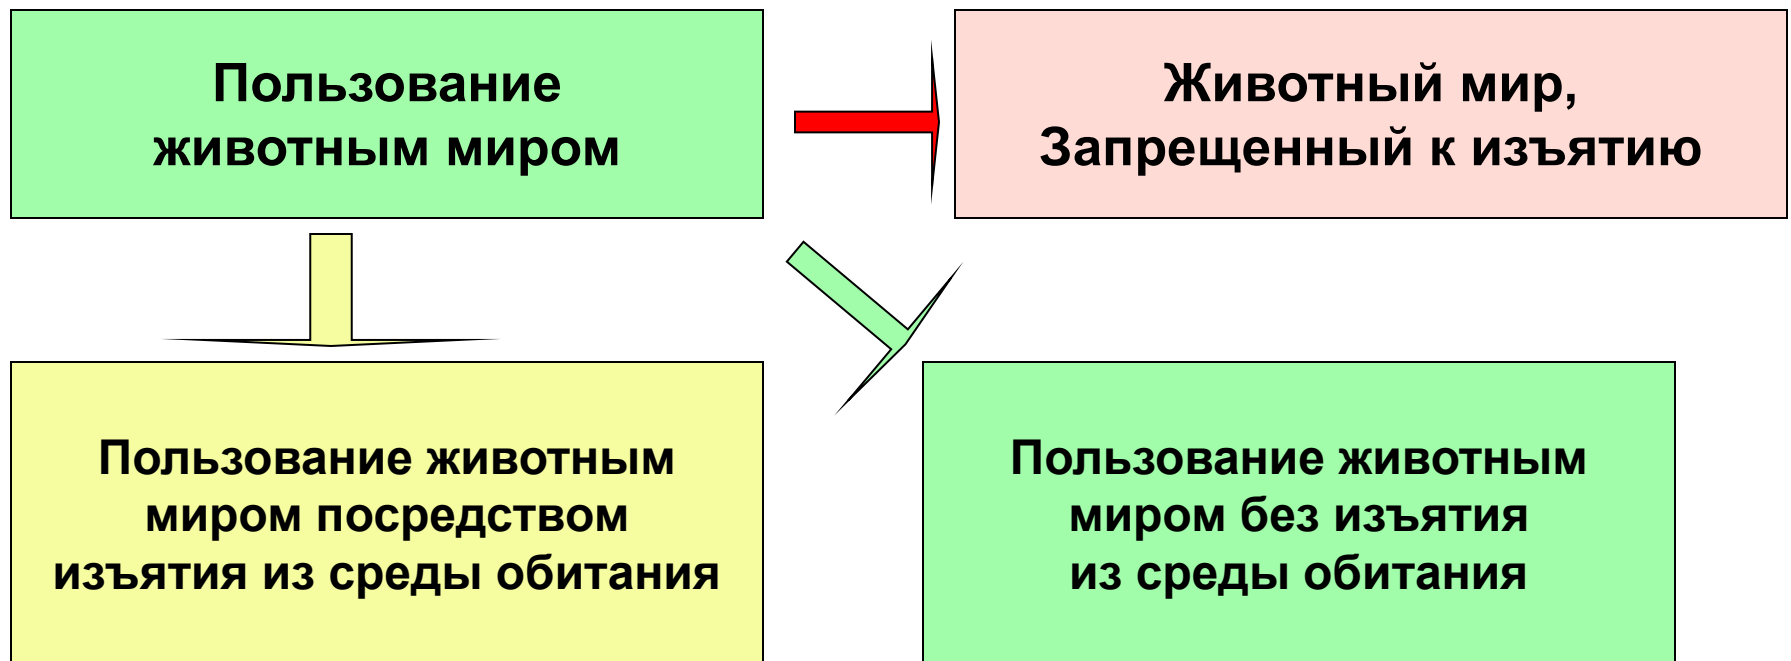 Пользование
животным миром
Животный мир,
Запрещенный к изъятию
Пользование животным
миром посредством
изъятия из среды обитания
Пользование животным
миром без изъятия
из среды обитания